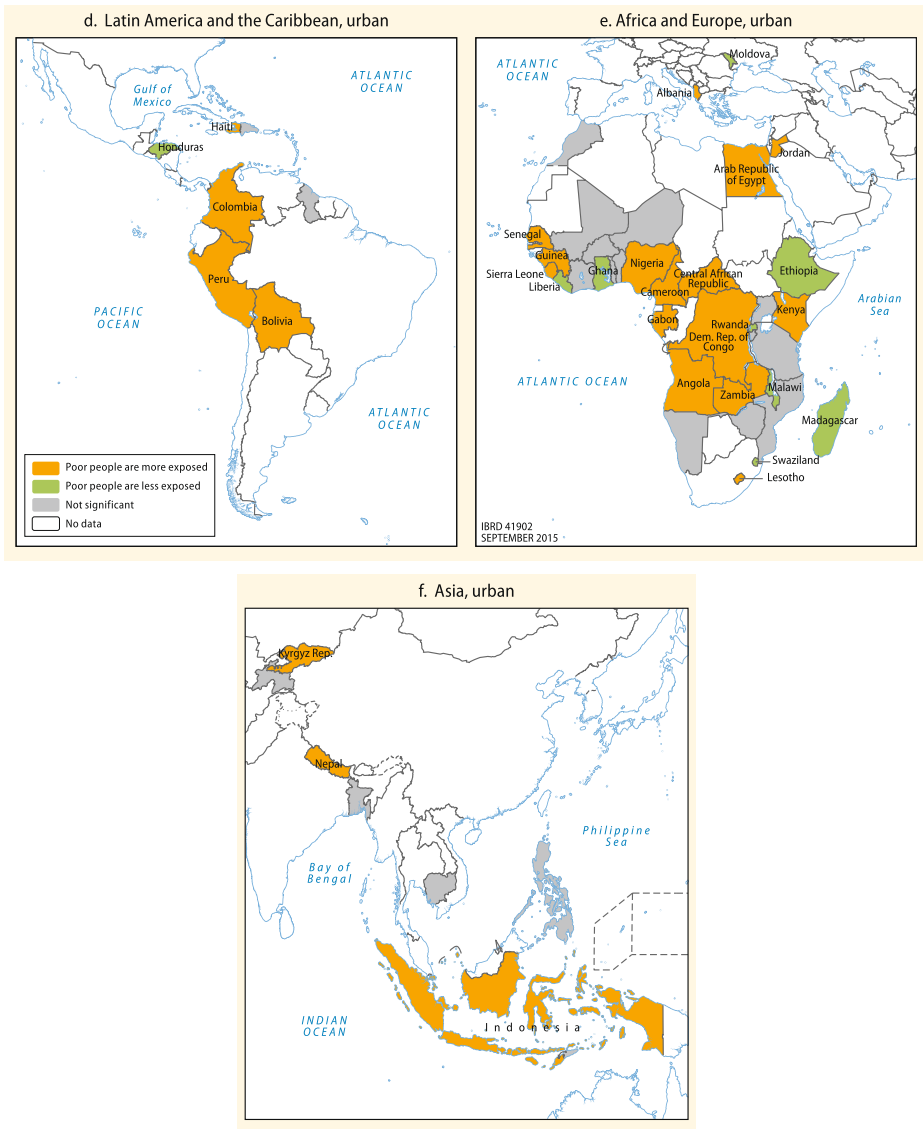 d. Latin America and the Caribbean, urban
ATLANTIC
OCEAN
Gulf of
Mexico
Haiti
Honduras
Colombia
Peru
Bolivia
PACIFIC
OCEAN
ATLANTIC
OCEAN
Poor people are more exposed
Poor people are less exposed
Not significant
No data
e. Africa and Europe, urban
ATLANTIC
OCEAN
Moldova
Albania
Jordan
Arab Republic
of Egypt
Senegal
Guinea
Sierra Leone
Liberia
Ghana
Nigeria
Central African
Republic
Cameroon
Ethiopia
Gabon
Kenya
Rwanda
Dem. Rep. of
Congo
Arabian
Sea
ATLANTIC OCEAN
Angola
Zambia
Malawi
Madagascar
Swaziland
Lesotho
IBRD 41902
SEPTEMBER 2015
f. Asia, urban
Kyrgyz Rep.
Nepal
Philippine
Sea
Bay of
Bengal
INDIAN
OCEAN
Indonesia